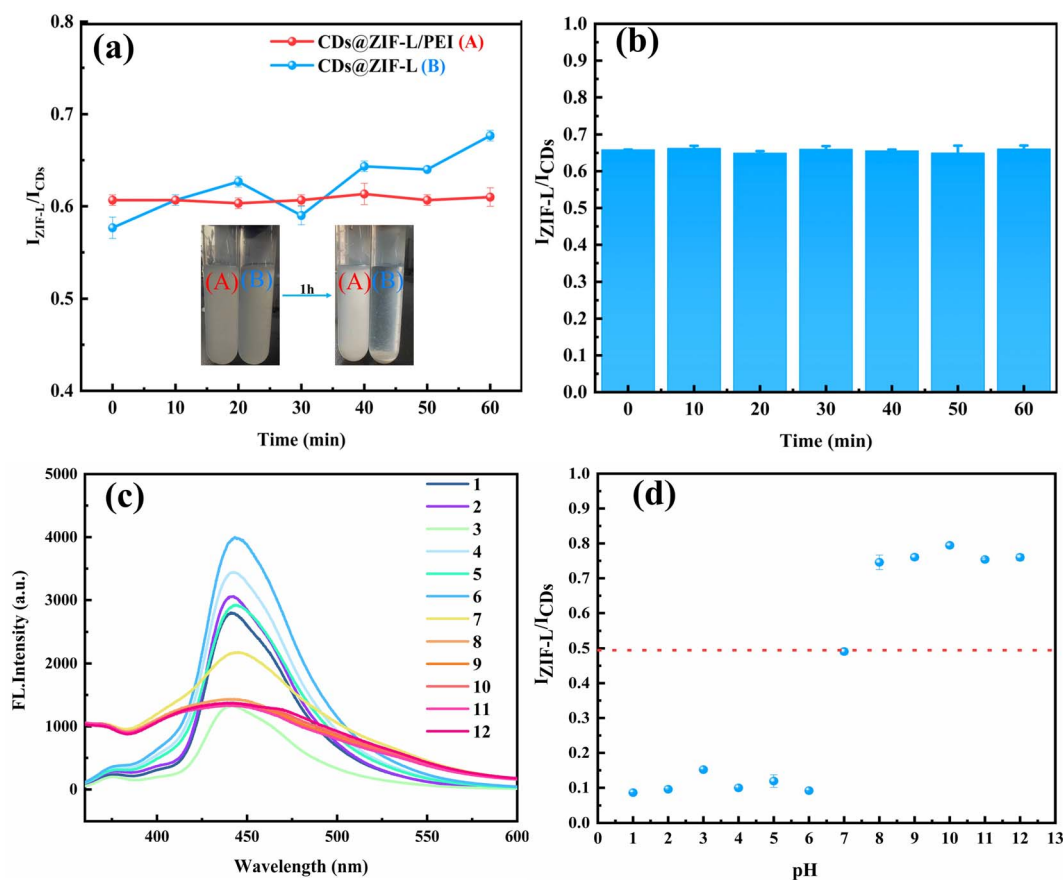 (a)
CDs@ZIF-L/PEI (A)
CDs@ZIF-L (B)
I_ZIF-L/I_CDs
0.8
0.7
0.6
0.5
0.4
(A) (B)
1h
(A) (B)
0 10 20 30 40 50 60
Time (min)
(b)
I_ZIF-L/I_CDs
1.0
0.9
0.8
0.7
0.6
0.5
0.4
0.3
0.2
0.1
0.0
0 10 20 30 40 50 60
Time (min)
(c)
FL.Intensity (a.u.)
5000
4000
3000
2000
1000
0
1
2
3
4
5
6
7
8
9
10
11
12
400 450 500 550 600
Wavelength (nm)
(d)
I_ZIF-L/I_CDs
1.0
0.9
0.8
0.7
0.6
0.5
0.4
0.3
0.2
0.1
0.0
0 1 2 3 4 5 6 7 8 9 10 11 12 13
pH